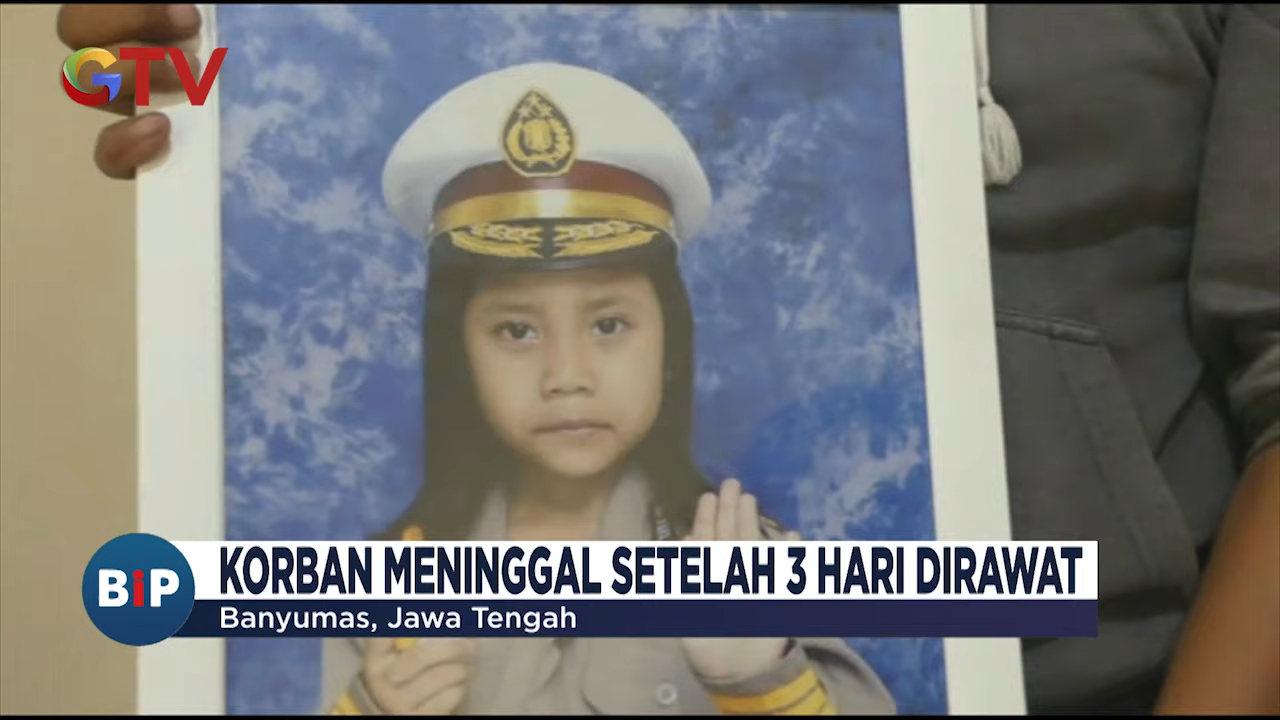 GTV
KORBAN MENINGGAL SETELAH 3 HARI DIRAWAT
BiP
Banyumas, Jawa Tengah